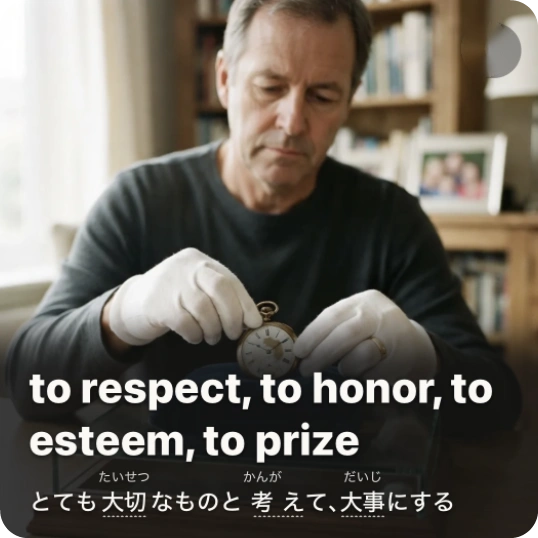 to respect, to honor, to
esteem, to prize
たいせつ かんが だいじ
とても大切なものと考えて、大事にする